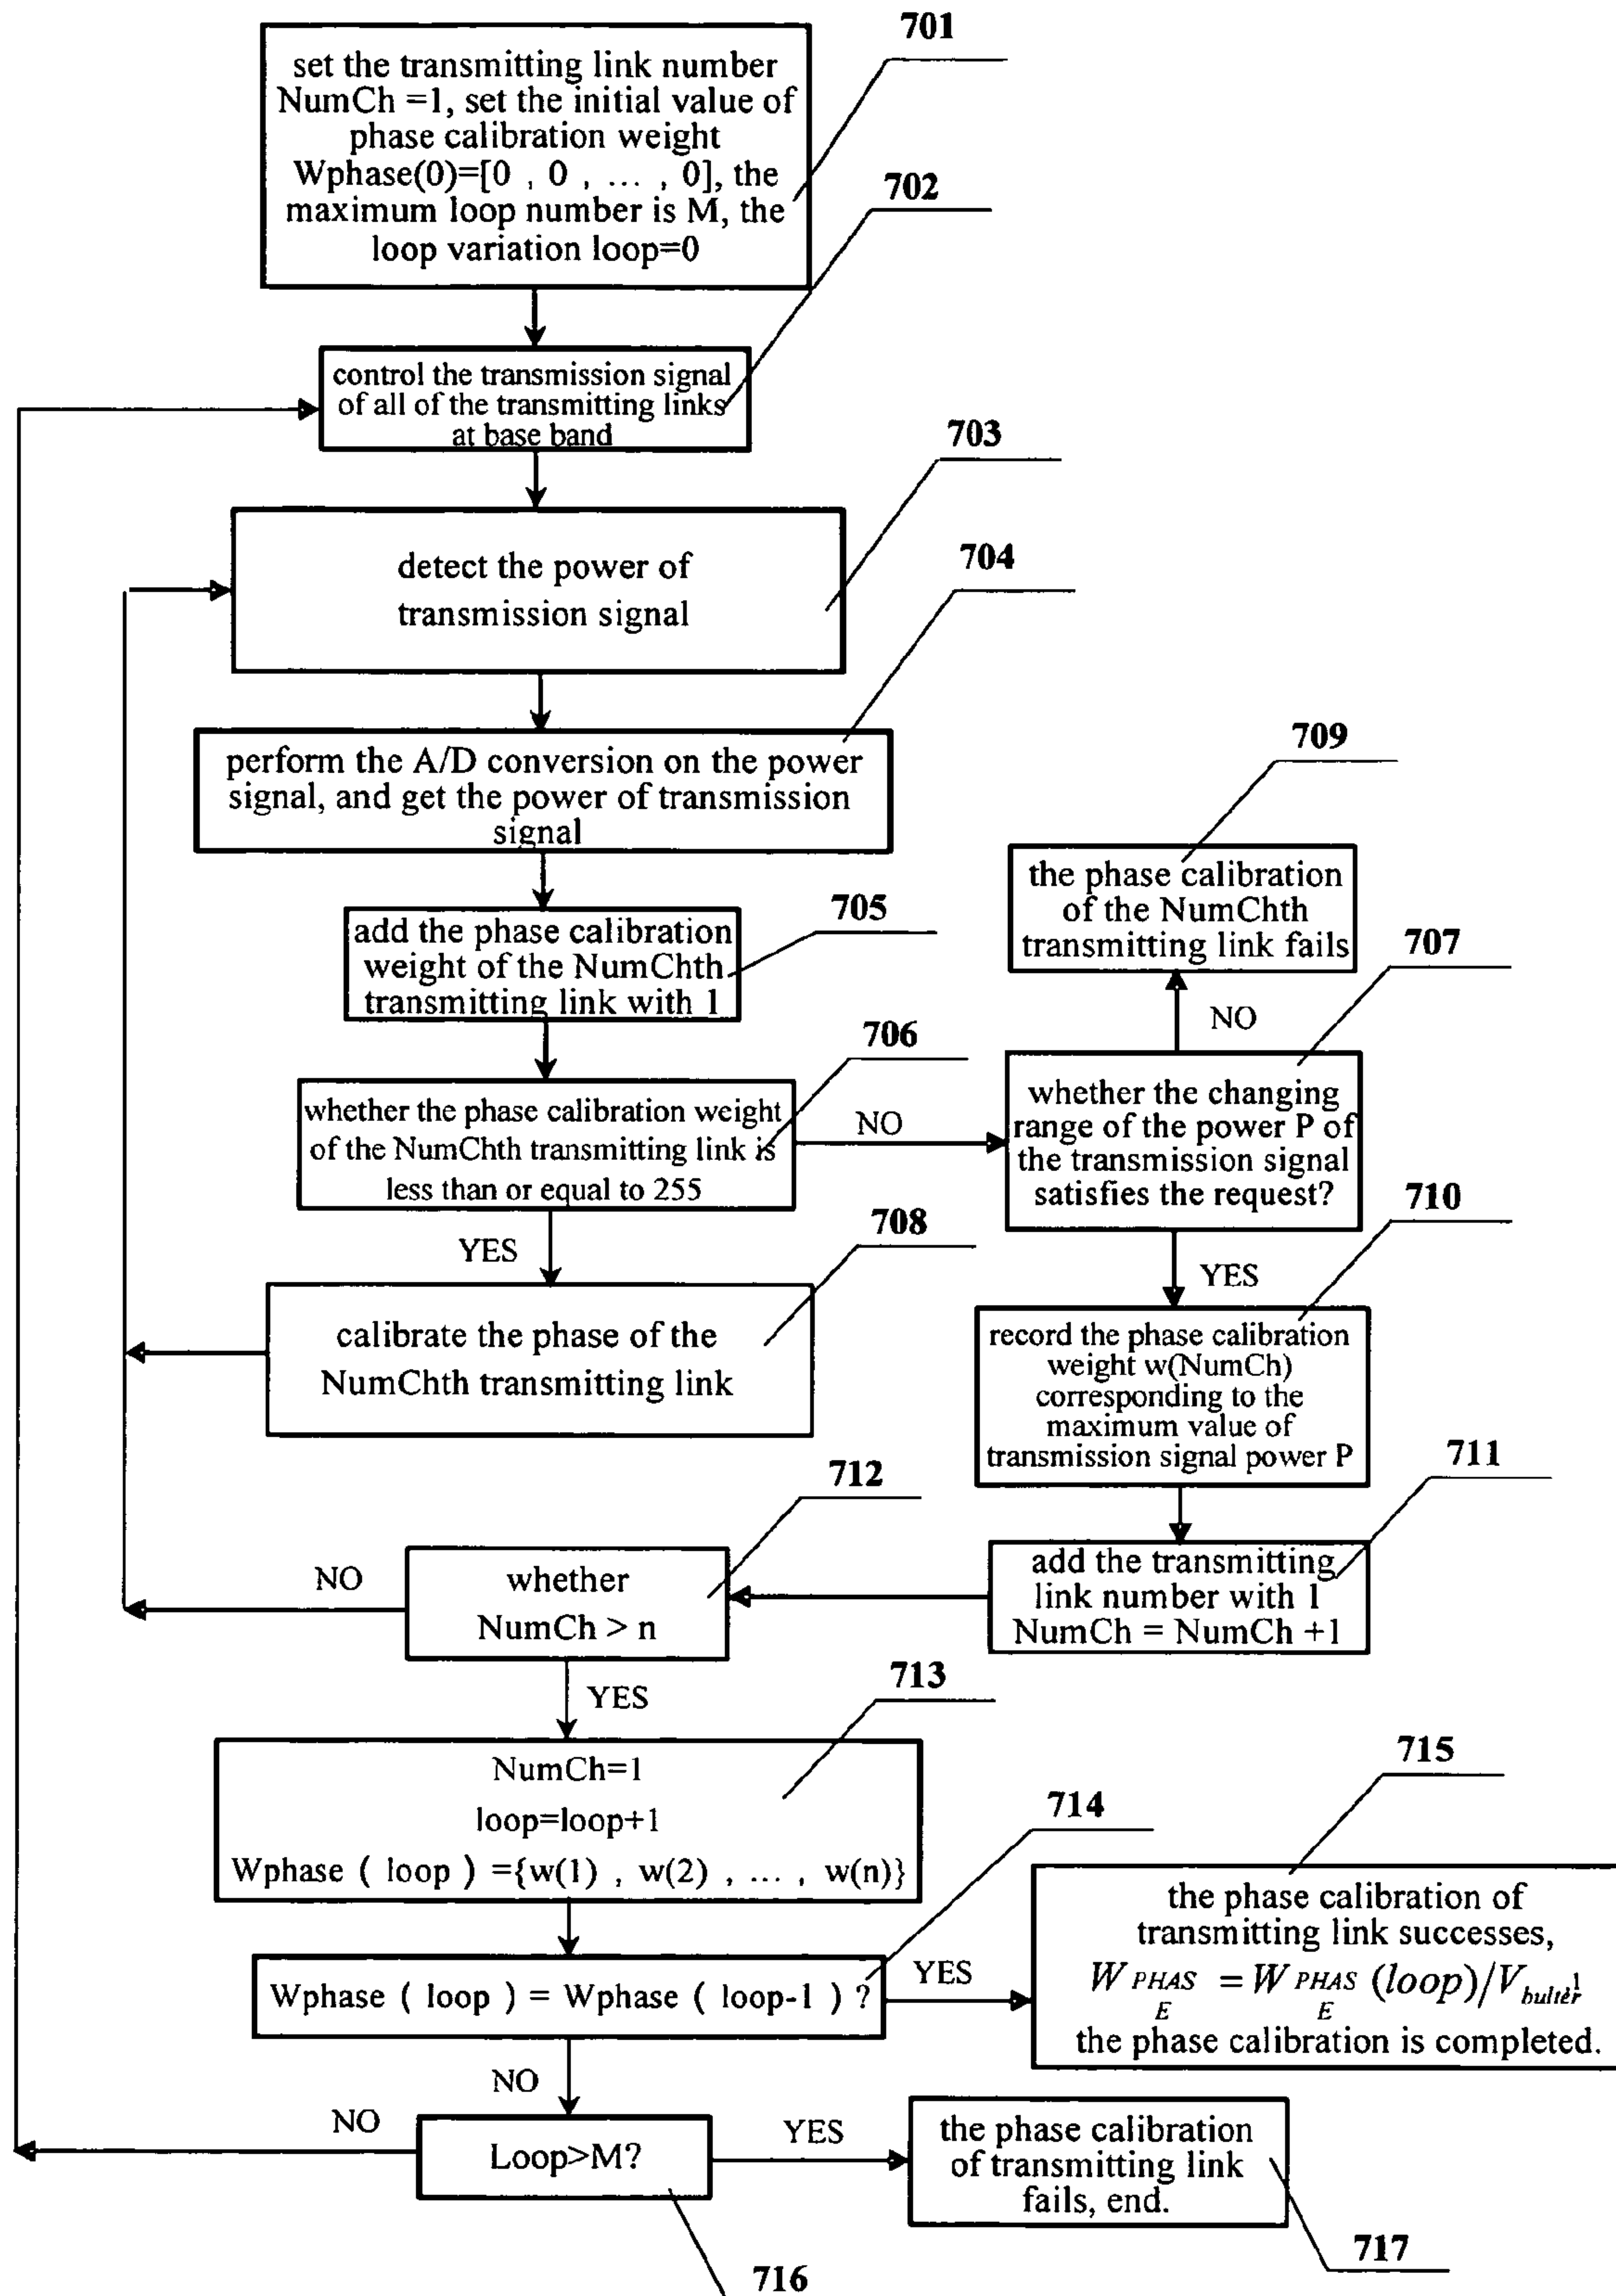 701
set the transmitting link number
NumCh =1, set the initial value of
phase calibration weight
Wphase(0)=[0 , 0 , ... , 0], the
maximum loop number is M, the
loop variation loop=0
702
control the transmission signal
of all of the transmitting links
at base band
703
detect the power of
transmission signal
704
perform the A/D conversion on the power
signal, and get the power of transmission
signal
709
the phase calibration
of the NumChth
transmitting link fails
705
add the phase calibration
weight of the NumChth
transmitting link with 1
707
NO
706
whether the phase calibration weight
of the NumChth transmitting link is
less than or equal to 255
NO
whether the changing
range of the power P of
the transmission signal
satisfies the request?
710
YES
708
YES
calibrate the phase of the
NumChth transmitting link
record the phase calibration
weight w(NumCh)
corresponding to the
maximum value of
transmission signal power P
711
712
add the transmitting
link number with 1
NumCh = NumCh +1
NO
whether
NumCh > n
YES
713
NumCh=1
loop=loop+1
Wphase ( loop ) ={w(1) , w(2) , ... , w(n)}
714
715
the phase calibration of
transmitting link successes,
W PHAS E = W PHAS E (loop)/V bulter 1
the phase calibration is completed.
Wphase ( loop ) = Wphase ( loop-1 ) ?
YES
NO
NO
Loop>M?
YES
the phase calibration
of transmitting link
fails, end.
716
717